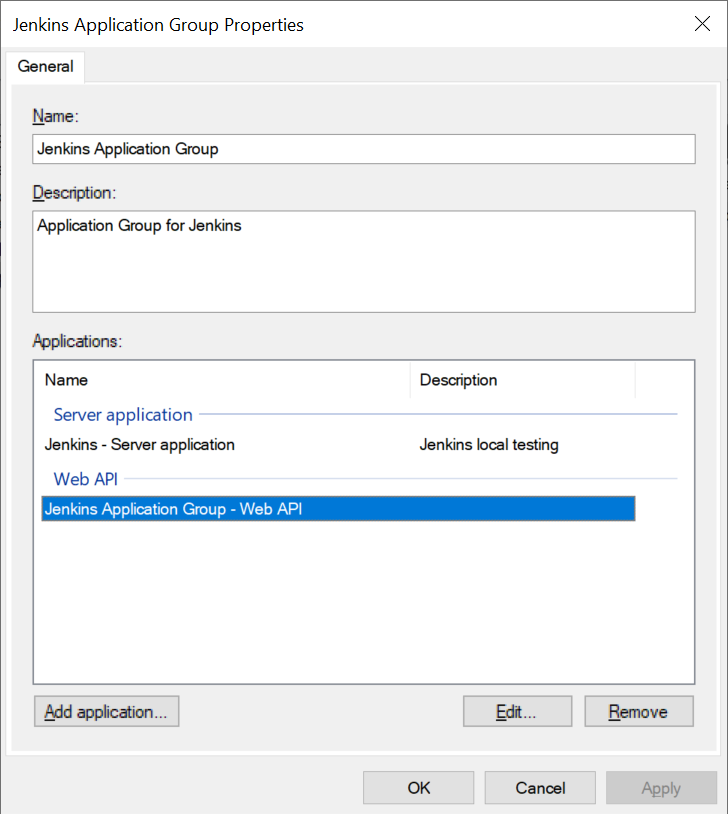 Jenkins Application Group Properties
General
Name:
Jenkins Application Group
Description:
Application Group for Jenkins
Applications:
Name Description
Server application
Jenkins - Server application Jenkins local testing
Web API
Jenkins Application Group - Web API
Add application... Edit... Remove
OK Cancel Apply